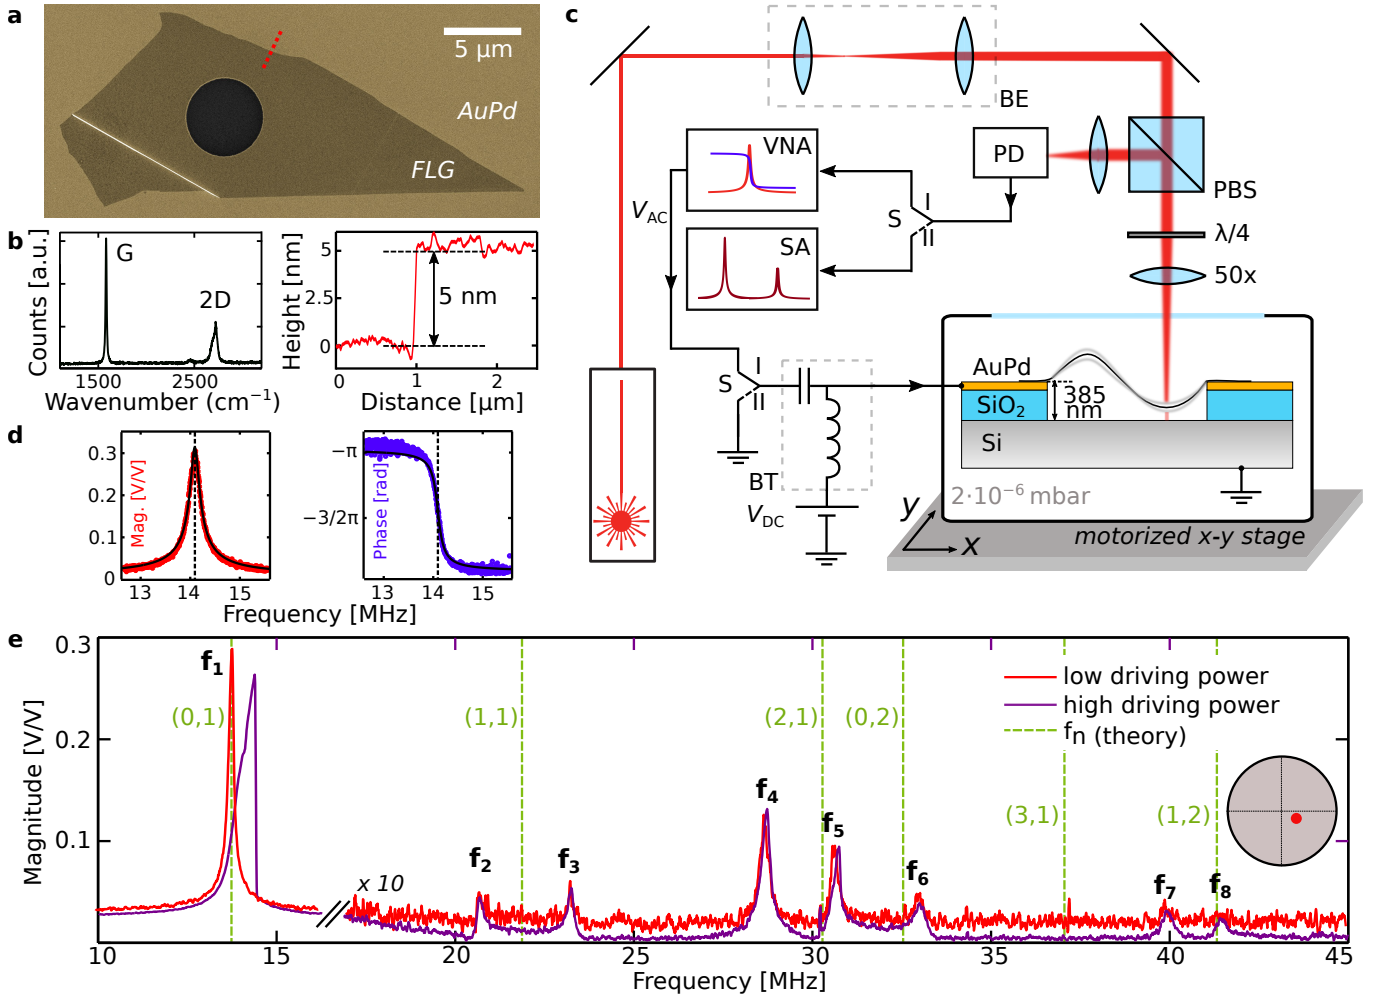 a
5 μm
AuPd
FLG
b
Counts [a.u.]
G
2D
1500
2500
Wavenumber (cm⁻¹)
Height [nm]
5
2.5
0
5 nm
0
1
2
Distance [μm]
c
BE
VNA
PD
PBS
V_AC
S
I
II
SA
λ/4
50x
S
I
II
AuPd
SiO₂
385
nm
Si
BT
V_DC
2·10⁻⁶ mbar
y
x
motorized x-y stage
d
0.3
0.2
0.1
0
Mag. [V/V]
13
14
15
−π
−3/2π
Phase [rad]
13
14
15
Frequency [MHz]
e
0.3
0.2
0.1
Magnitude [V/V]
f₁
(0,1)
(1,1)
(2,1)
(0,2)
(3,1)
(1,2)
low driving power
high driving power
fₙ (theory)
x 10
f₂
f₃
f₄
f₅
f₆
f₇
f₈
10
15
20
25
30
35
40
45
Frequency [MHz]